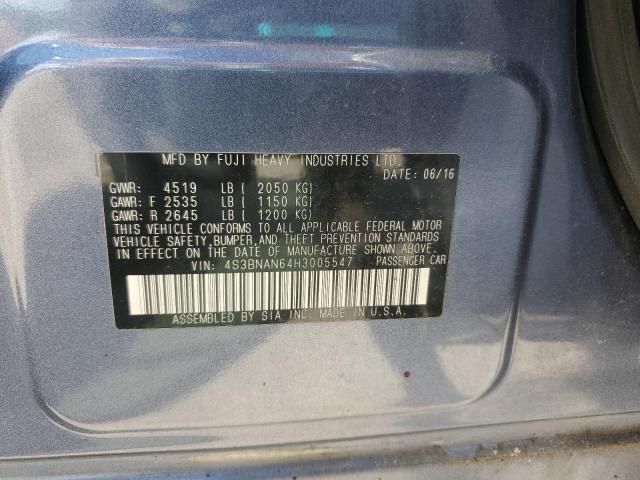 MFD BY FUJI HEAVY INDUSTRIES LTD.
DATE: 06/16
GVWR: 4519 LB ( 2050 KG)
GAWR: F 2535 LB ( 1150 KG)
GAWR: R 2645 LB ( 1200 KG)
THIS VEHICLE CONFORMS TO ALL APPLICABLE FEDERAL MOTOR
VEHICLE SAFETY,BUMPER,AND THEFT PREVENTION STANDARDS
IN EFFECT ON THE DATE OF MANUFACTURE SHOWN ABOVE.
VIN: 4S3BNAN64H3005547 PASSENGER CAR
ASSEMBLED BY SIA INC. MADE IN U.S.A.